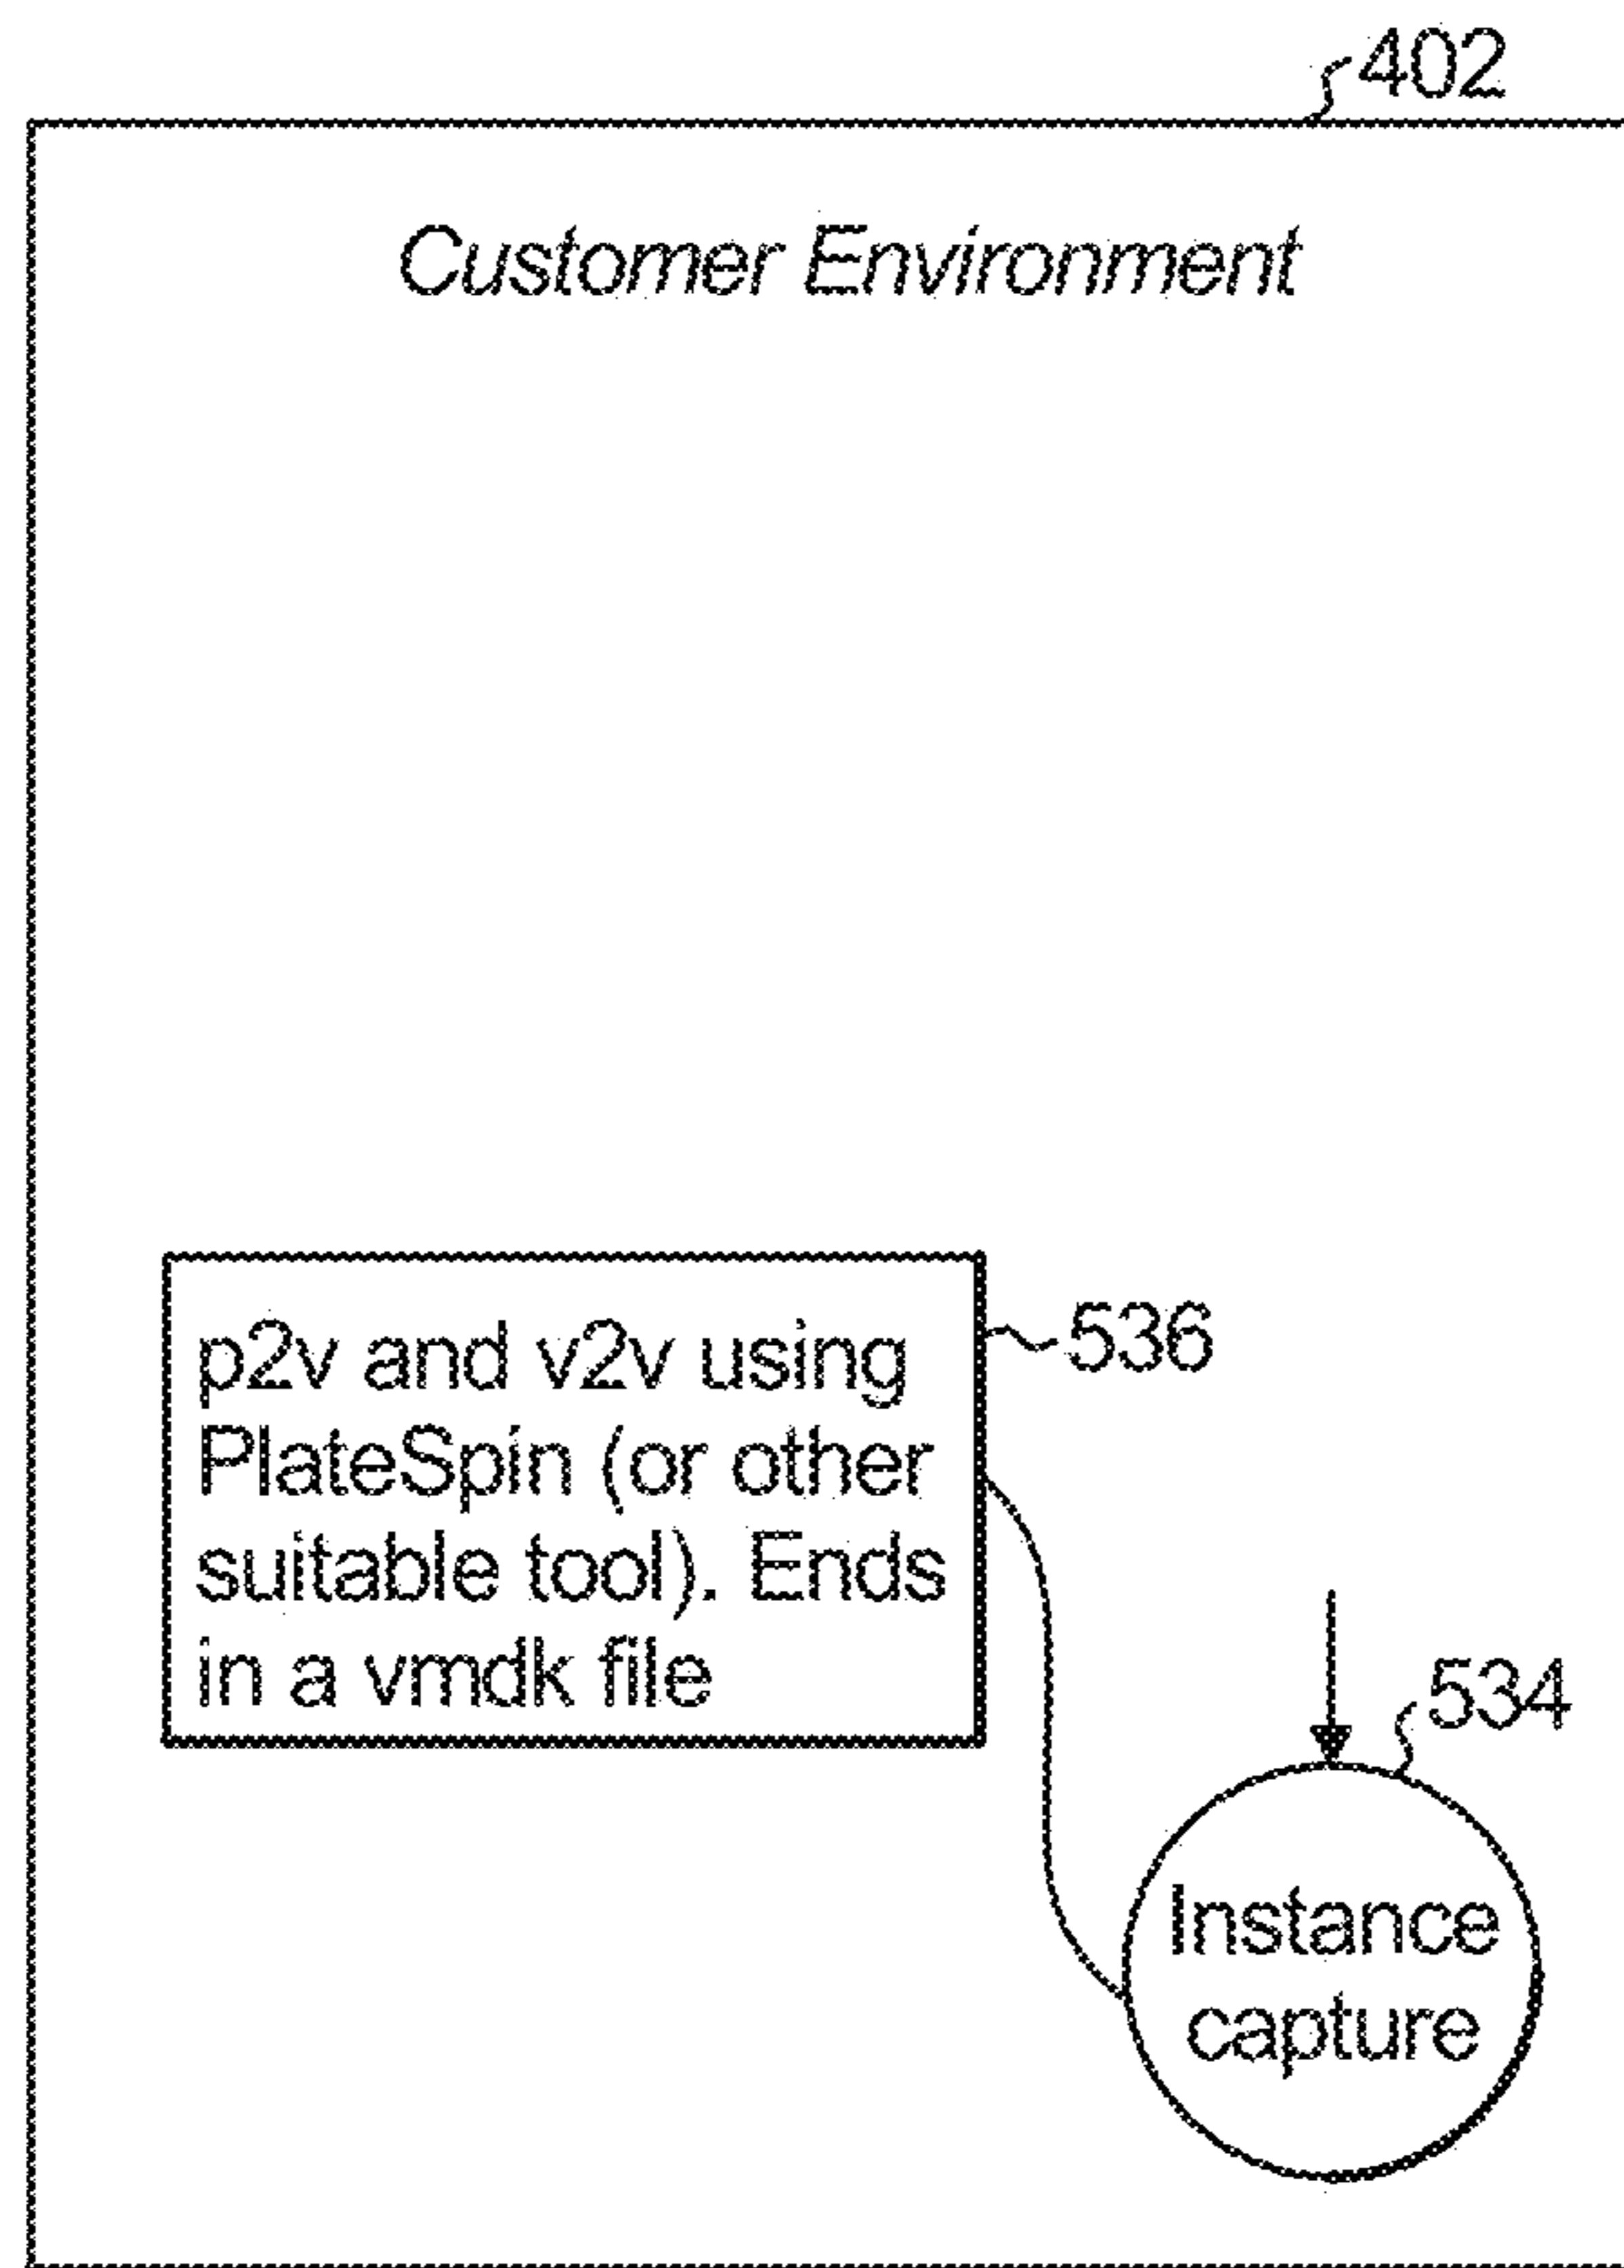 402
Customer Environment
p2v and v2v using
PlateSpin (or other
suitable tool). Ends
in a vmdk file
536
534
Instance
capture